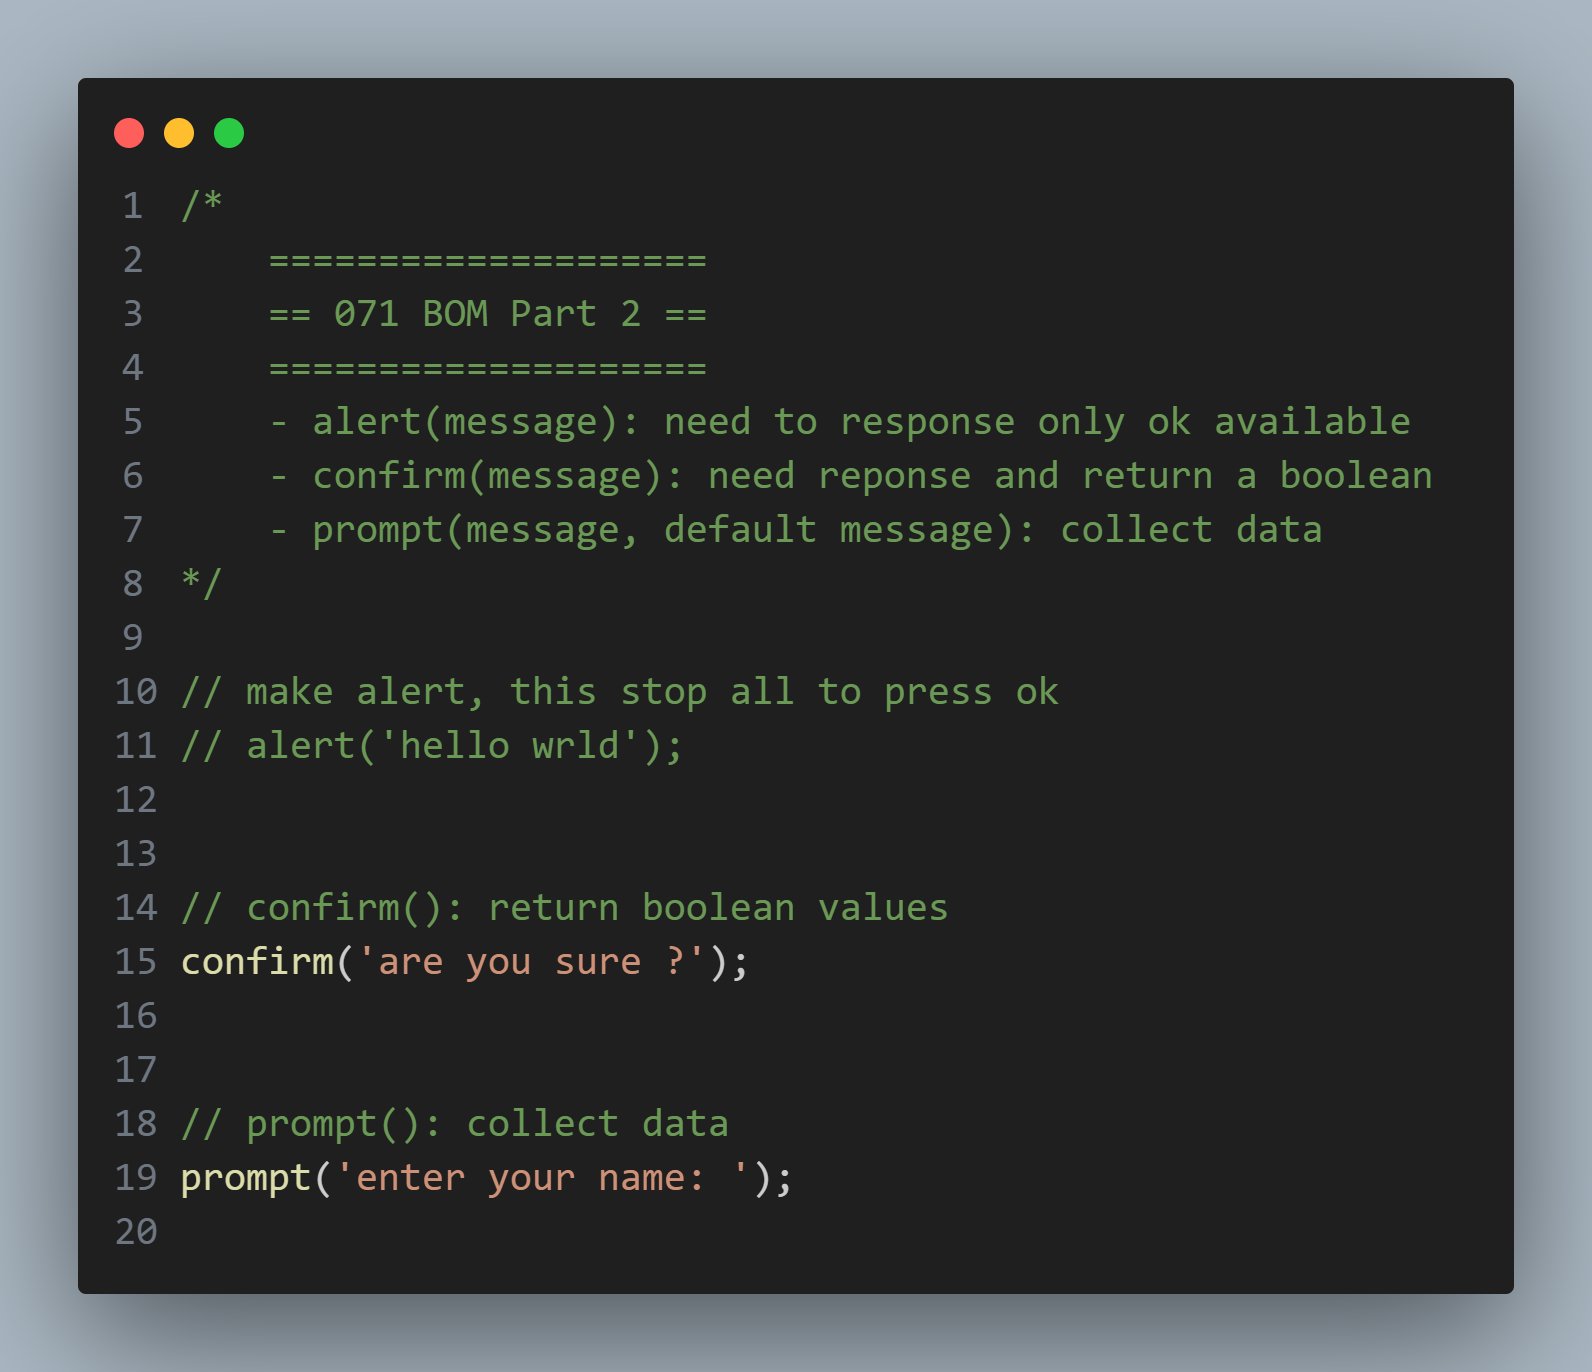 1 /*
2     ====================
3     == 071 BOM Part 2 ==
4     ====================
5     - alert(message): need to response only ok available
6     - confirm(message): need reponse and return a boolean
7     - prompt(message, default message): collect data
8 */
9
10 // make alert, this stop all to press ok
11 // alert('hello wrld');
12
13
14 // confirm(): return boolean values
15 confirm('are you sure ?');
16
17
18 // prompt(): collect data
19 prompt('enter your name: ');
20